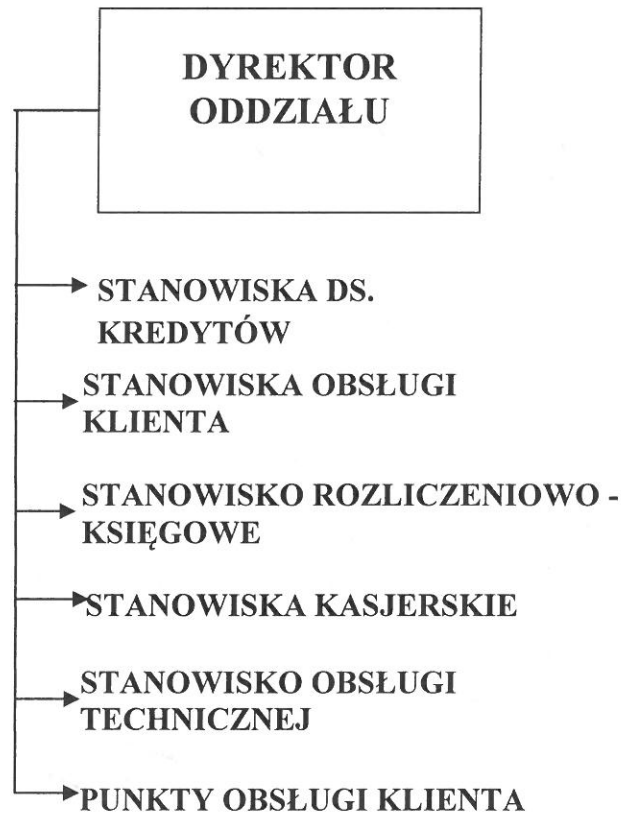 DYREKTOR
ODDZIAŁU
STANOWISKA DS.
KREDYTÓW
STANOWISKA OBSŁUGI
KLIENTA
STANOWISKO ROZLICZENIOWO -
KSIĘGOWE
STANOWISKA KASJERSKIE
STANOWISKO OBSŁUGI
TECHNICZNEJ
PUNKTY OBSŁUGI KLIENTA